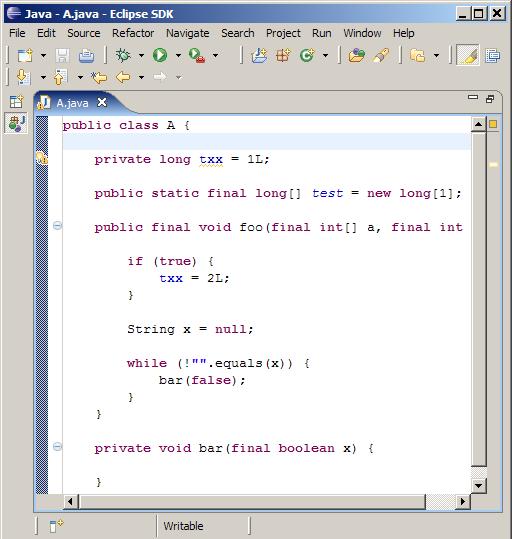 Java - A.java - Eclipse SDK
File Edit Source Refactor Navigate Search Project Run Window Help
A.java
public class A {
private long txx = 1L;
public static final long[] test = new long[1];
public final void foo(final int[] a, final int
if (true) {
txx = 2L;
}
String x = null;
while (!"".equals(x)) {
bar(false);
}
}
private void bar(final boolean x) {
}
Writable